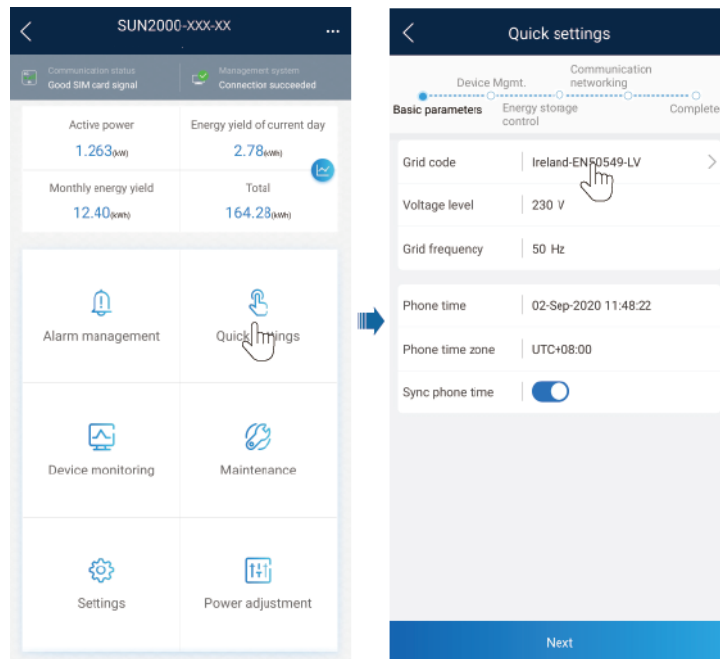 SUN2000-XXX-XX
...
Communication status
Good SIM card signal
Management system
Connection succeeded
Active power
1.263(kW)
Energy yield of current day
2.78(kWh)
Monthly energy yield
12.40(kWh)
Total
164.28(kWh)
Alarm management
Quick settings
Device monitoring
Maintenance
Settings
Power adjustment
Quick settings
Basic parameters
Device Mgmt.
Energy storage
control
Communication
networking
Complete
Grid code
Ireland-EN50549-LV
Voltage level
230 V
Grid frequency
50 Hz
Phone time
02-Sep-2020 11:48:22
Phone time zone
UTC+08:00
Sync phone time
Next